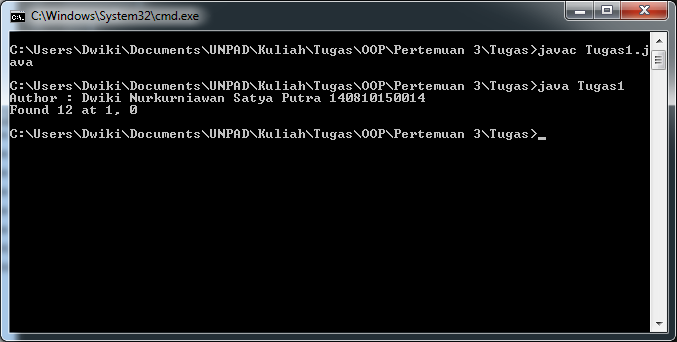 C:\Windows\System32\cmd.exe
C:\Users\Dwiki\Documents\UNPAD\Kuliah\Tugas\OOP\Pertemuan 3\Tugas>javac Tugas1.j
ava
C:\Users\Dwiki\Documents\UNPAD\Kuliah\Tugas\OOP\Pertemuan 3\Tugas>java Tugas1
Author : Dwiki Nurkurniawan Satya Putra 140810150014
Found 12 at 1, 0
C:\Users\Dwiki\Documents\UNPAD\Kuliah\Tugas\OOP\Pertemuan 3\Tugas>_